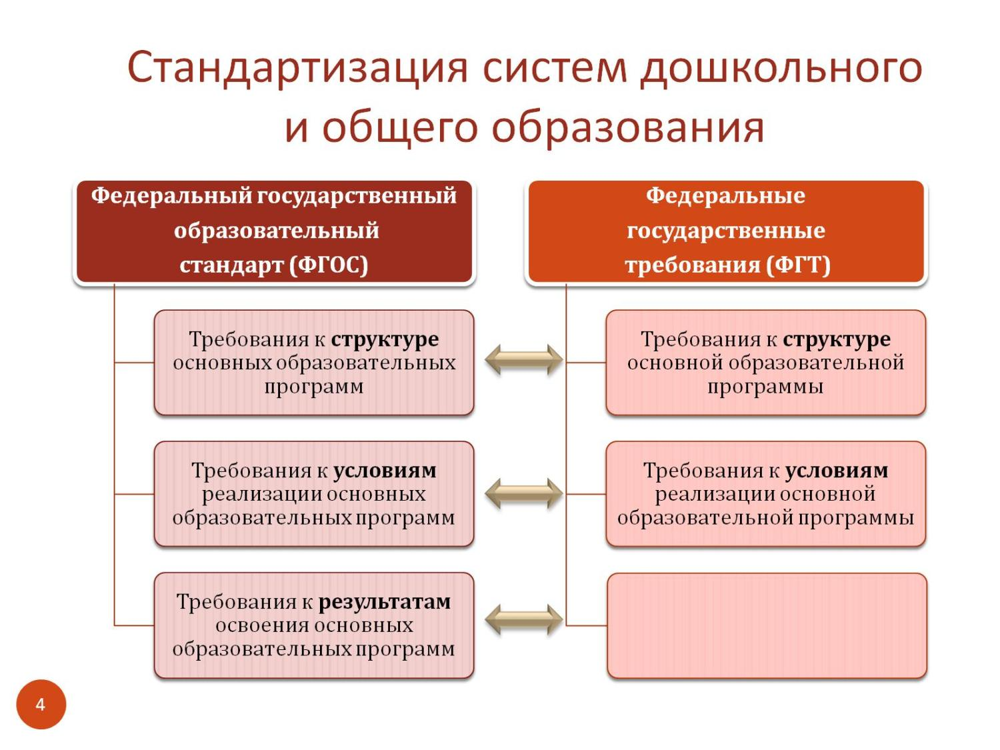 Стандартизация систем дошкольного
и общего образования
Федеральный государственный
образовательный
стандарт (ФГОС)
Федеральные
государственные
требования (ФГТ)
Требования к структуре
основных образовательных
программ
Требования к структуре
основной образовательной
программы
Требования к условиям
реализации основных
образовательных программ
Требования к условиям
реализации основной
образовательной программы
Требования к результатам
освоения основных
образовательных программ
4